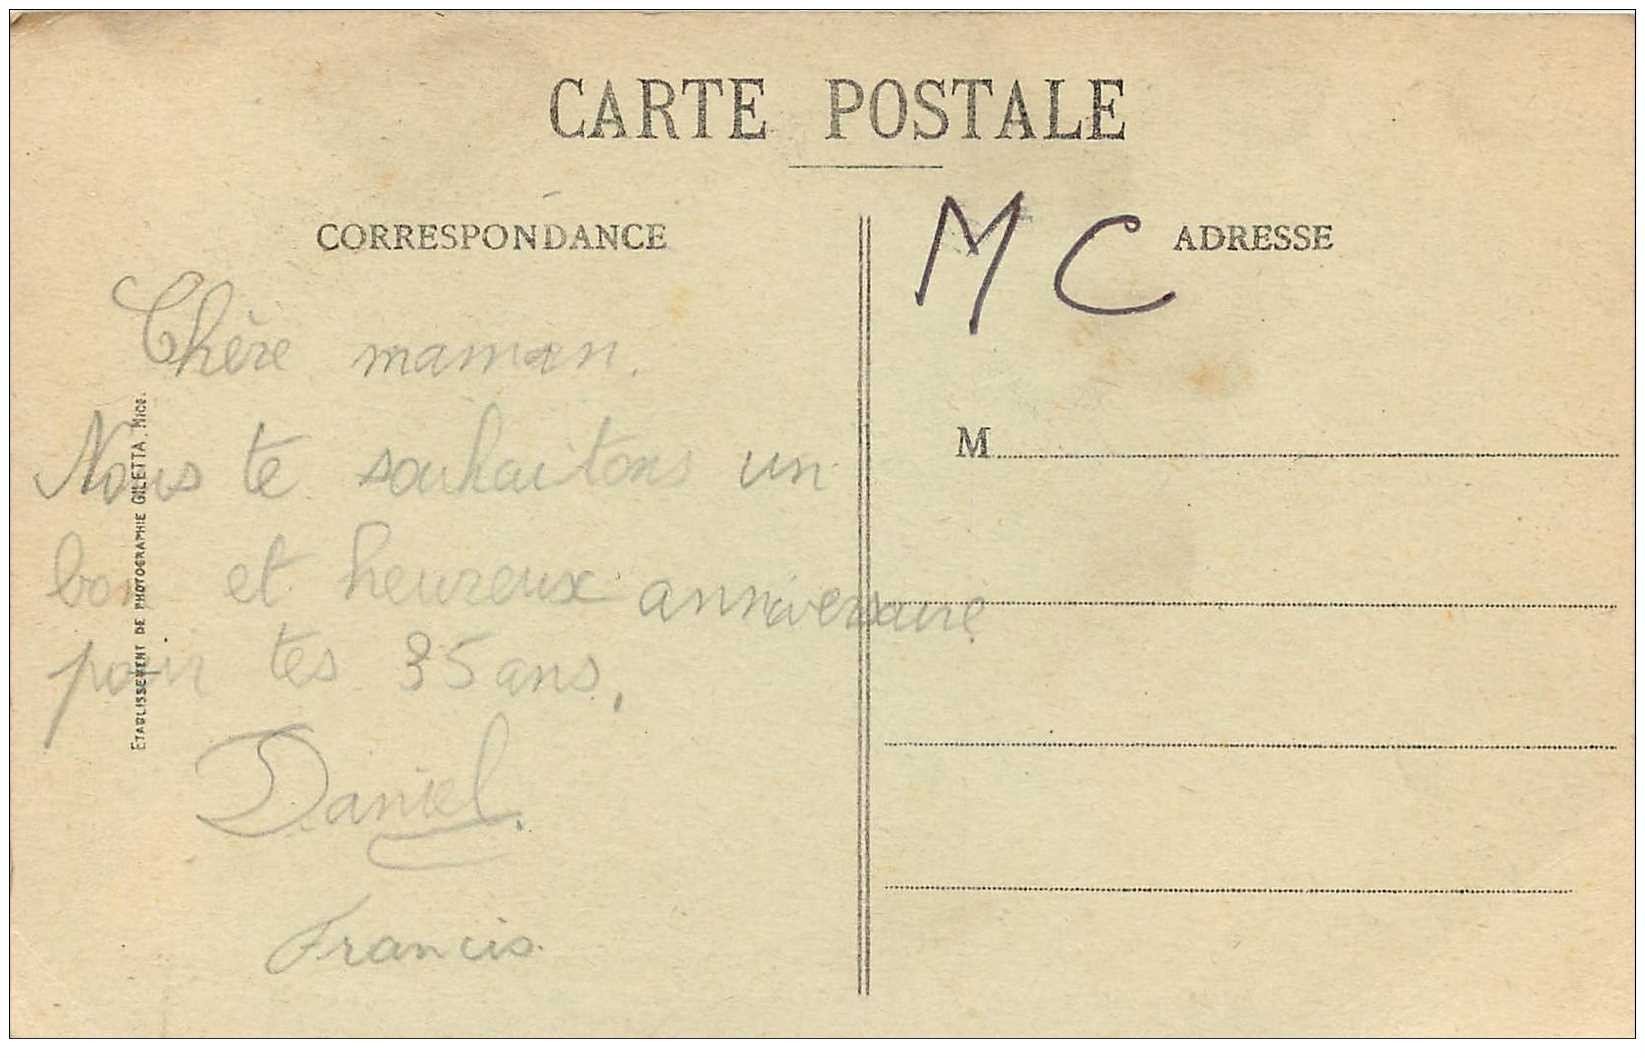 CARTE POSTALE
CORRESPONDANCE
Chère maman.
Nous te souhaitons un
bon et heureux anniversaire
pour tes 35 ans.
Daniel.
Francis.
ETABLISSEMENT DE PHOTOGRAPHIE GILETTA. NICE.
M C
ADRESSE
M